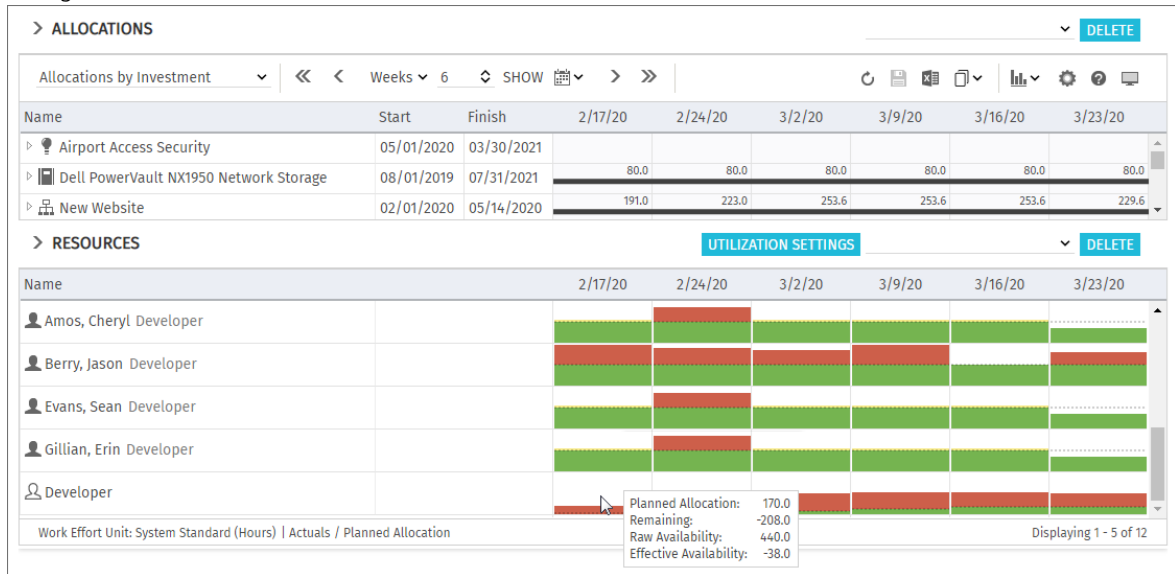 ALLOCATIONS DELETE
Allocations by Investment Weeks 6 SHOW
Name Start Finish 2/17/20 2/24/20 3/2/20 3/9/20 3/16/20 3/23/20
Airport Access Security 05/01/2020 03/30/2021
Dell PowerVault NX1950 Network Storage 08/01/2019 07/31/2021 80.0 80.0 80.0 80.0 80.0 80.0
New Website 02/01/2020 05/14/2020 191.0 223.0 253.6 253.6 253.6 229.6
RESOURCES UTILIZATION SETTINGS DELETE
Name 2/17/20 2/24/20 3/2/20 3/9/20 3/16/20 3/23/20
Amos, Cheryl Developer
Berry, Jason Developer
Evans, Sean Developer
Gillian, Erin Developer
Developer
Planned Allocation: 170.0
Remaining: -208.0
Raw Availability: 440.0
Effective Availability: -38.0
Work Effort Unit: System Standard (Hours) | Actuals / Planned Allocation Displaying 1 - 5 of 12